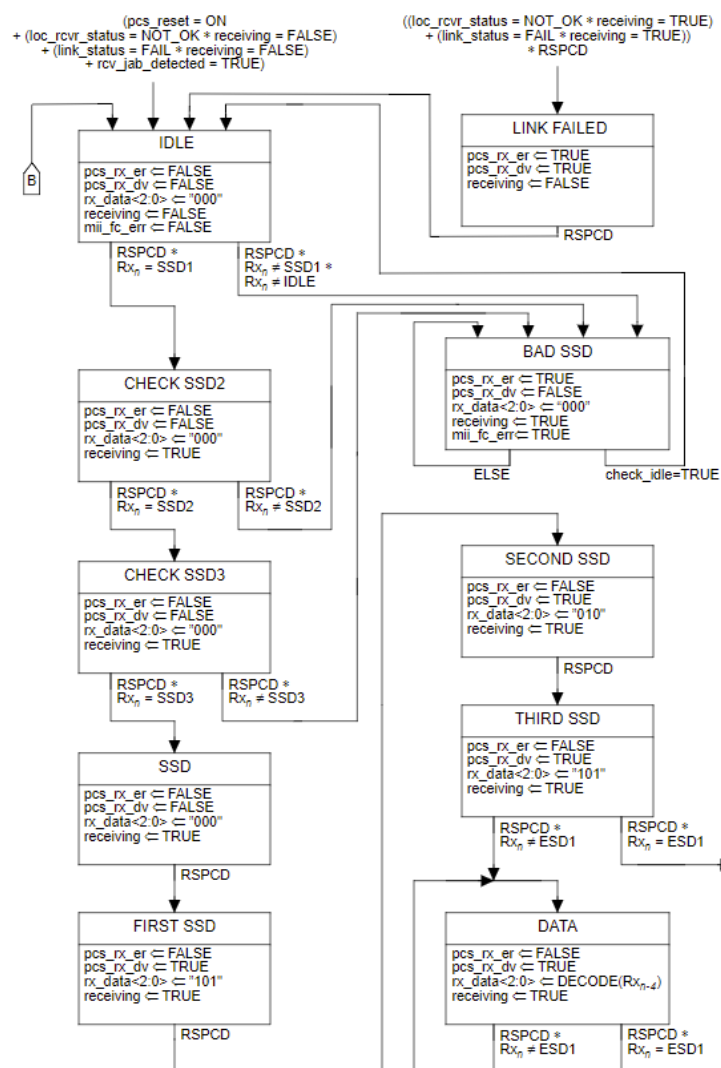 (pcs_reset = ON
+ (loc_rcvr_status = NOT_OK * receiving = FALSE)
+ (link_status = FAIL * receiving = FALSE)
+ rcv_jab_detected = TRUE)
((loc_rcvr_status = NOT_OK * receiving = TRUE)
+ (link_status = FAIL * receiving = TRUE))
* RSPCD
B
IDLE
pcs_rx_er ⇐ FALSE
pcs_rx_dv ⇐ FALSE
rx_data<2:0> ⇐ "000"
receiving ⇐ FALSE
mii_fc_err ⇐ FALSE
LINK FAILED
pcs_rx_er ⇐ TRUE
pcs_rx_dv ⇐ TRUE
receiving ⇐ FALSE
RSPCD
RSPCD *
Rxn = SSD1
RSPCD *
Rxn ≠ SSD1 *
Rxn ≠ IDLE
BAD SSD
pcs_rx_er ⇐ TRUE
pcs_rx_dv ⇐ FALSE
rx_data<2:0> ⇐ "000"
receiving ⇐ TRUE
mii_fc_err⇐ TRUE
ELSE
check_idle=TRUE
CHECK SSD2
pcs_rx_er ⇐ FALSE
pcs_rx_dv ⇐ FALSE
rx_data<2:0> ⇐ "000"
receiving ⇐ TRUE
RSPCD *
Rxn = SSD2
RSPCD *
Rxn ≠ SSD2
CHECK SSD3
pcs_rx_er ⇐ FALSE
pcs_rx_dv ⇐ FALSE
rx_data<2:0> ⇐ "000"
receiving ⇐ TRUE
RSPCD *
Rxn = SSD3
RSPCD *
Rxn ≠ SSD3
SSD
pcs_rx_er ⇐ FALSE
pcs_rx_dv ⇐ FALSE
rx_data<2:0> ⇐ "000"
receiving ⇐ TRUE
RSPCD
FIRST SSD
pcs_rx_er ⇐ FALSE
pcs_rx_dv ⇐ TRUE
rx_data<2:0> ⇐ "101"
receiving ⇐ TRUE
RSPCD
SECOND SSD
pcs_rx_er ⇐ FALSE
pcs_rx_dv ⇐ TRUE
rx_data<2:0> ⇐ "010"
receiving ⇐ TRUE
RSPCD
THIRD SSD
pcs_rx_er ⇐ FALSE
pcs_rx_dv ⇐ TRUE
rx_data<2:0> ⇐ "101"
receiving ⇐ TRUE
RSPCD *
Rxn ≠ ESD1
RSPCD *
Rxn = ESD1
DATA
pcs_rx_er ⇐ FALSE
pcs_rx_dv ⇐ TRUE
rx_data<2:0> ⇐ DECODE(Rxn-4)
receiving ⇐ TRUE
RSPCD *
Rxn ≠ ESD1
RSPCD *
Rxn = ESD1